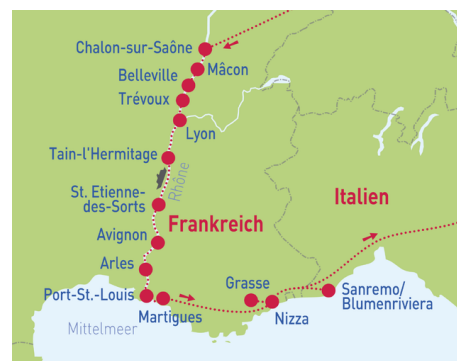 Chalon-sur-Saône
Mâcon
Belleville
Trévoux
Lyon
Tain-l'Hermitage
Rhône
St. Etienne-
des-Sorts
Frankreich
Italien
Avignon
Arles
Port-St.-Louis
Martigues
Grasse
Nizza
Sanremo/
Blumenriviera
Mittelmeer